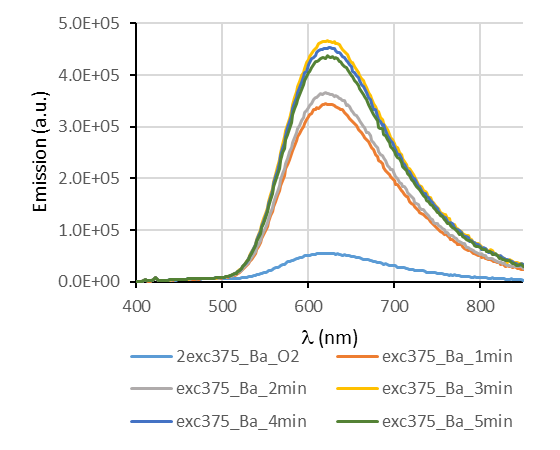 5.0E+05
4.0E+05
3.0E+05
2.0E+05
1.0E+05
0.0E+00
Emission (a.u.)
400 500 600 700 800
λ (nm)
2exc375_Ba_O2 exc375_Ba_1min
exc375_Ba_2min exc375_Ba_3min
exc375_Ba_4min exc375_Ba_5min